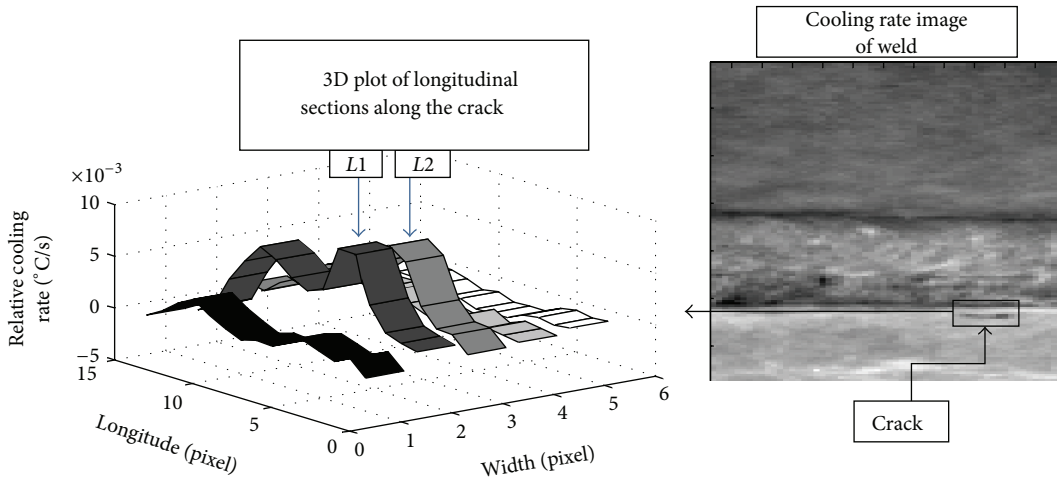 3D plot of longitudinal
sections along the crack
L1
L2
×10⁻³
10
5
0
−5
Relative cooling
rate (°C/s)
15
10
5
0
Longitude (pixel)
0
1
2
3
4
5
6
Width (pixel)
Cooling rate image
of weld
Crack